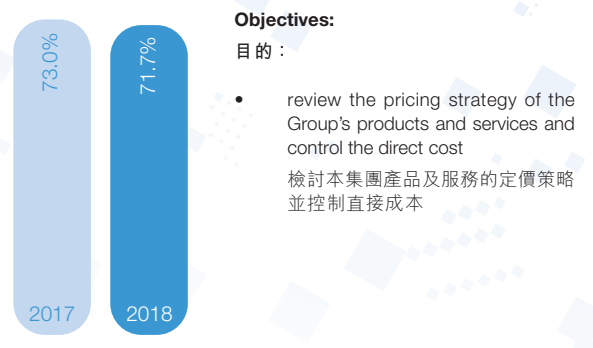 73.0%
71.7%
2017
2018
Objectives:
目的：
• review the pricing strategy of the
Group's products and services and
control the direct cost
檢討本集團產品及服務的定價策略
並控制直接成本